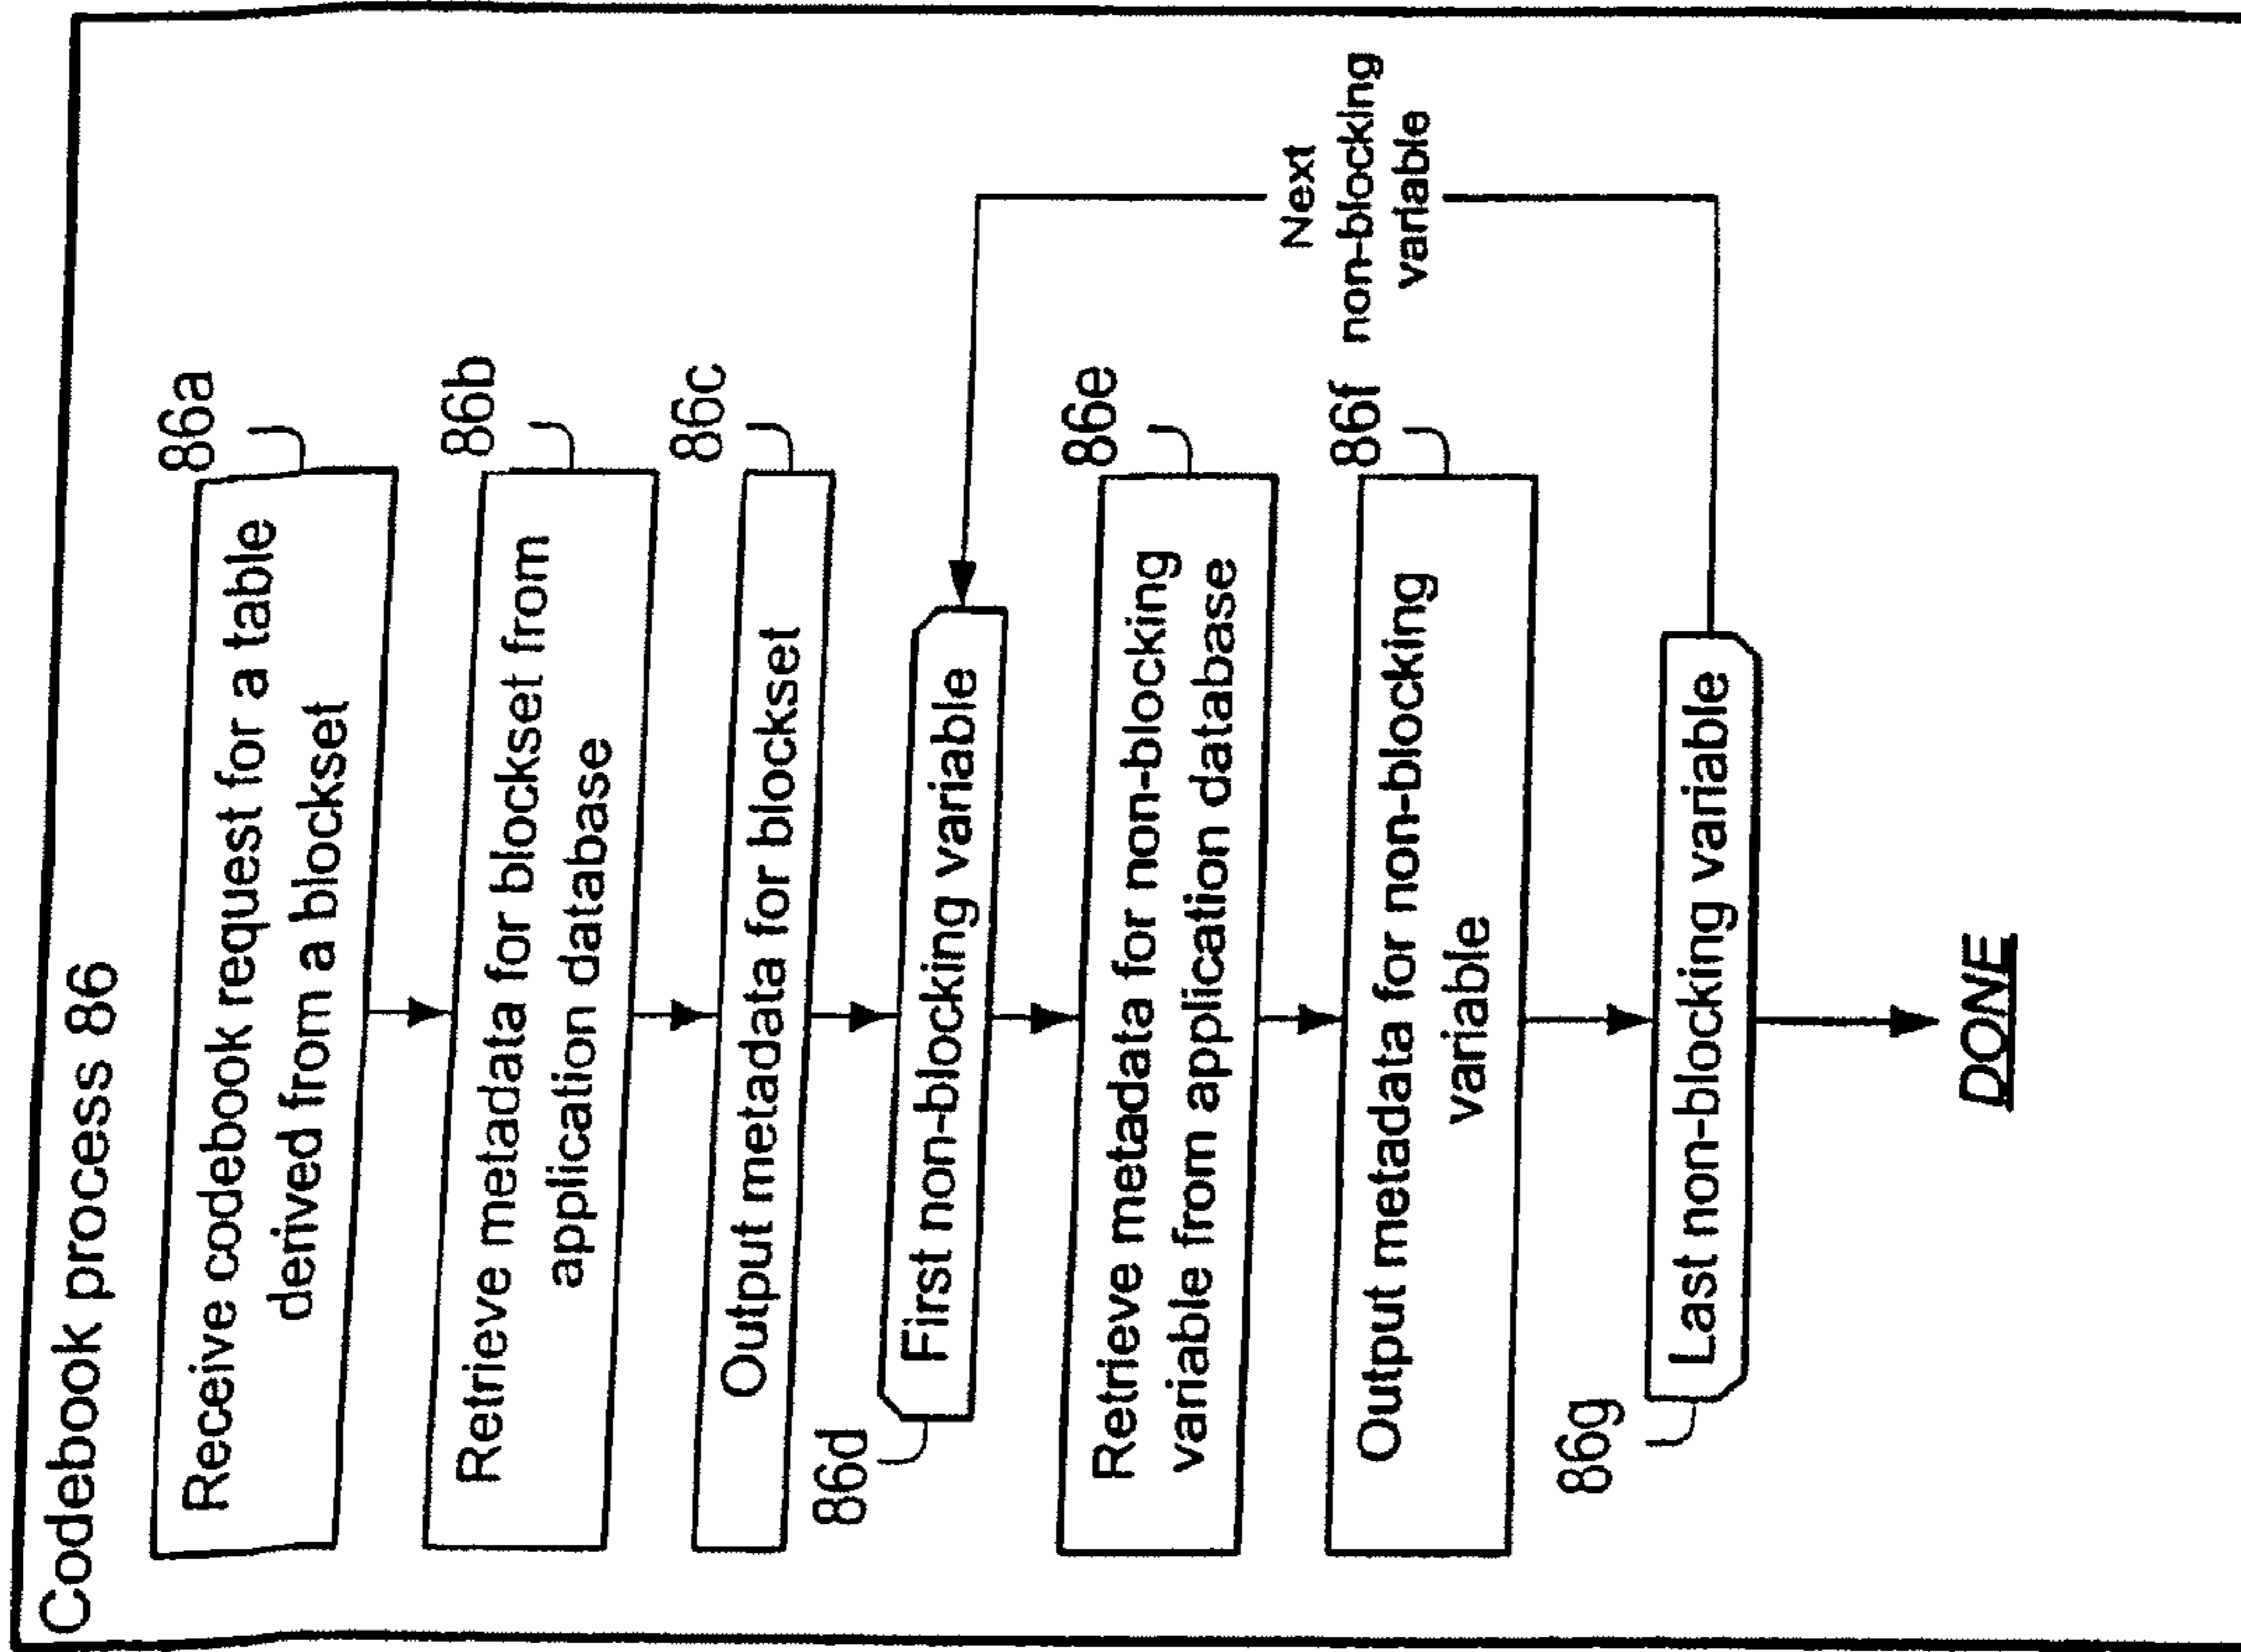 Codebook process 86
86a
Receive codebook request for a table
derived from a blockset
86b
Retrieve metadata for blockset from
application database
86c
Output metadata for blockset
86d
First non-blocking variable
86e
Retrieve metadata for non-blocking
variable from application database
86f
Output metadata for non-blocking
variable
Next
non-blocking
variable
86g
Last non-blocking variable
DONE